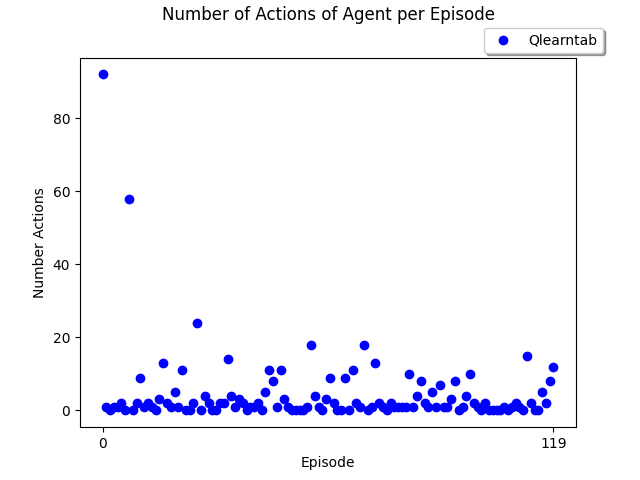 Number of Actions of Agent per Episode
Qlearntab
Number Actions
80
60
40
20
0
0
119
Episode